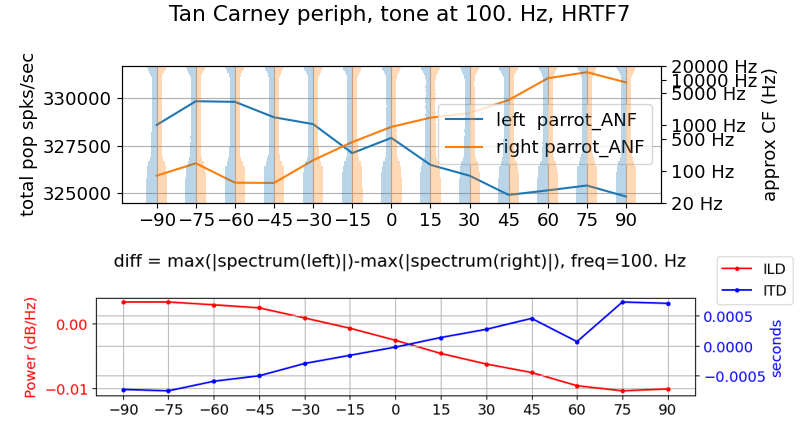 Tan Carney periph, tone at 100. Hz, HRTF7
total pop spks/sec
330000
327500
325000
20000 Hz
10000 Hz
5000 Hz
1000 Hz
500 Hz
100 Hz
20 Hz
approx CF (Hz)
left parrot_ANF
right parrot_ANF
−90 −75 −60 −45 −30 −15 0 15 30 45 60 75 90
diff = max(|spectrum(left)|)-max(|spectrum(right)|), freq=100. Hz
ILD
ITD
Power (dB/Hz)
0.00
−0.01
0.0005
0.0000
−0.0005
seconds
−90 −75 −60 −45 −30 −15 0 15 30 45 60 75 90